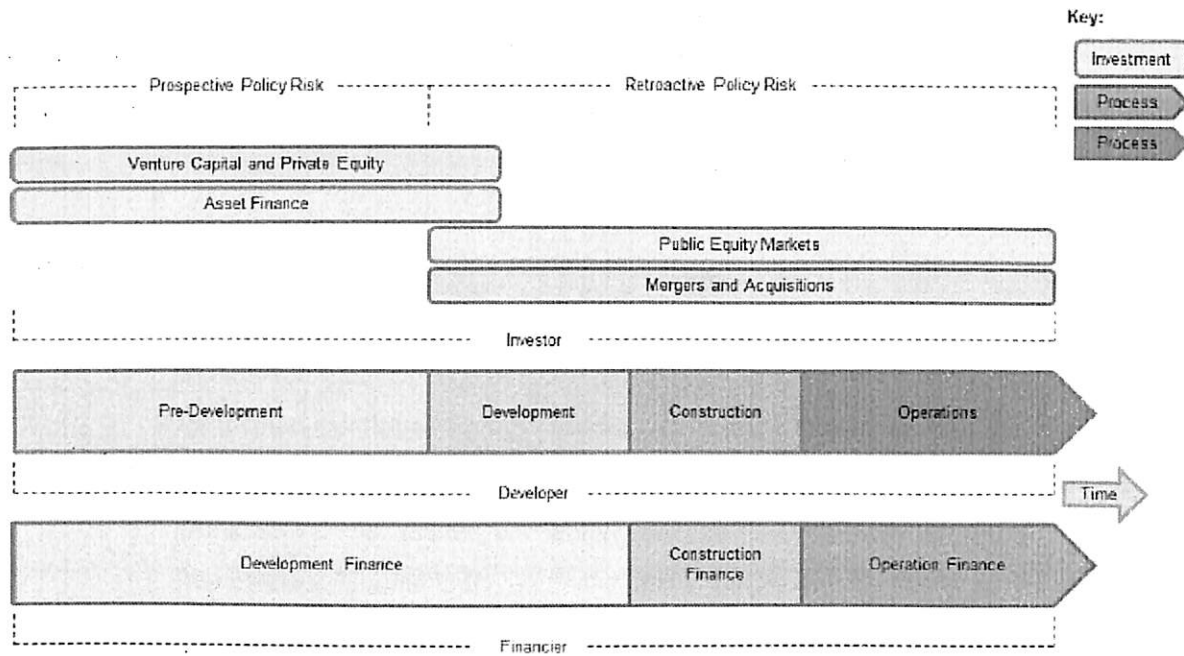 Key:
Investment
Process
Process
Prospective Policy Risk
Retroactive Policy Risk
Venture Capital and Private Equity
Asset Finance
Public Equity Markets
Mergers and Acquisitions
Investor
Pre-Development
Development
Construction
Operations
Developer
Time
Development Finance
Construction
Finance
Operation Finance
Financier